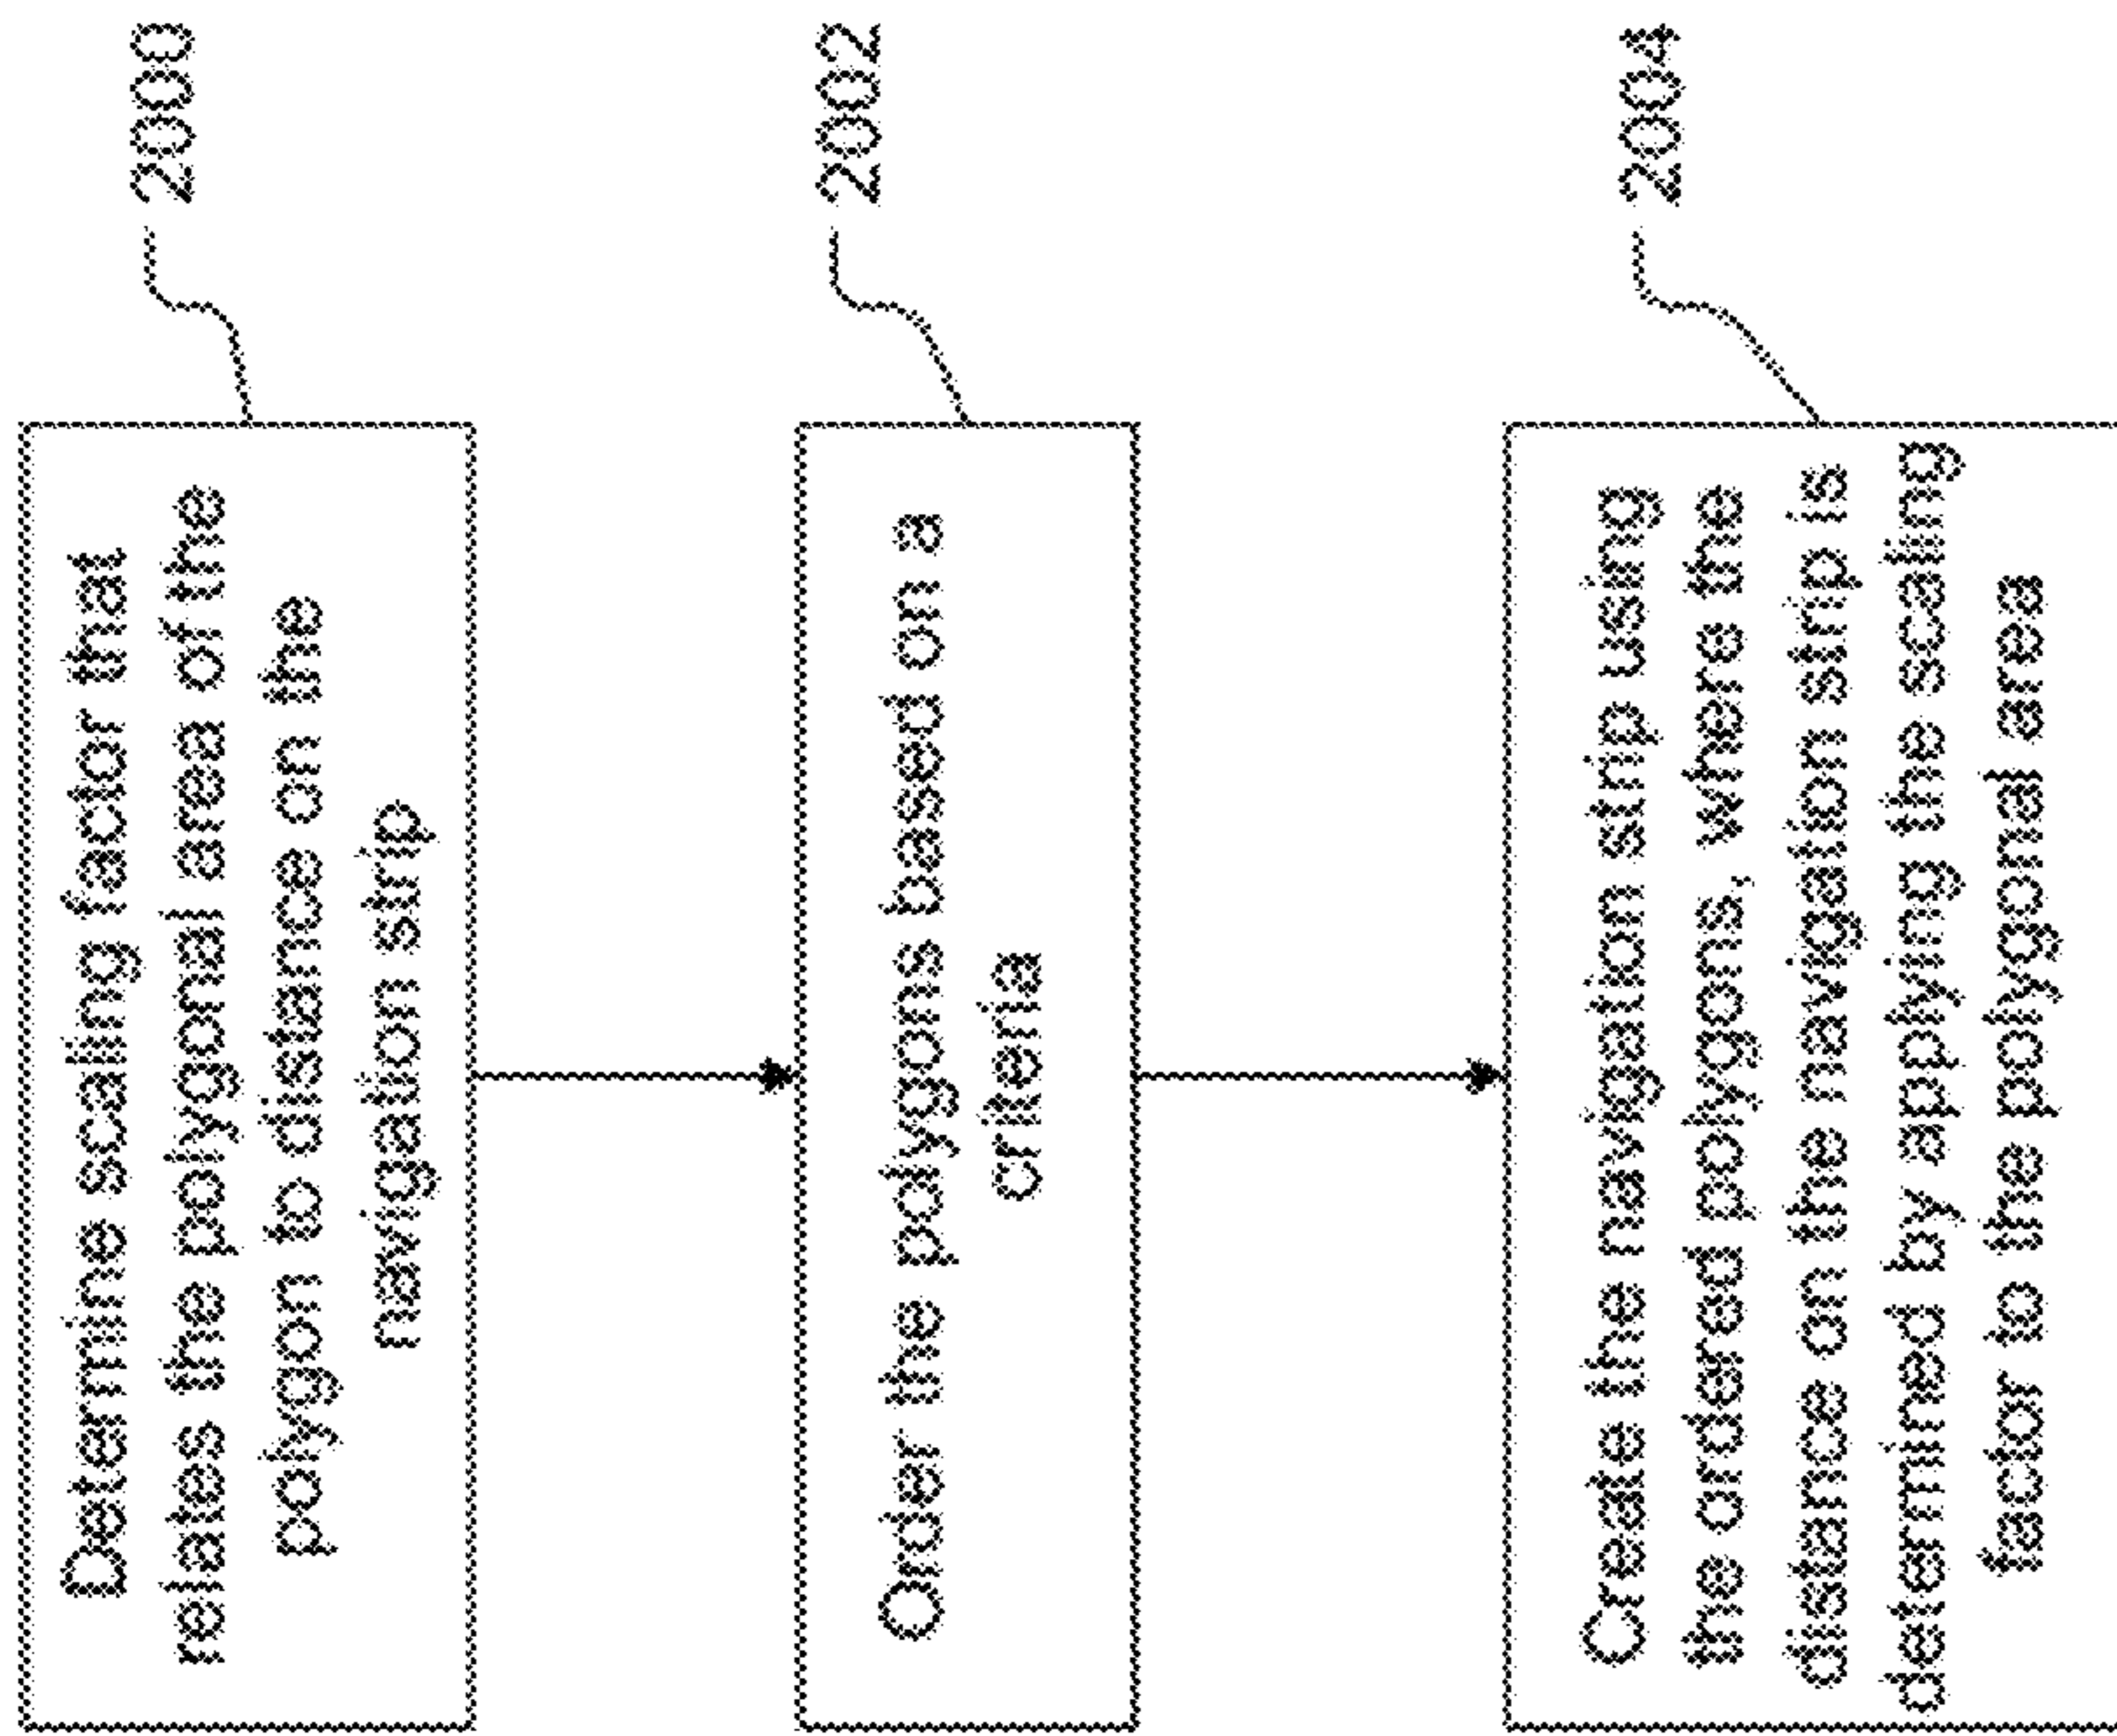 Determine scaling factor that
relates the polygonal area of the
polygon to distance on the
navigation strip
2000
Order the polygons based on a
criteria
2002
Create the navigation strip using
the ordered polygons, where the
distance on the navigation strip is
determined by applying the scaling
factor to the polygonal area
2004